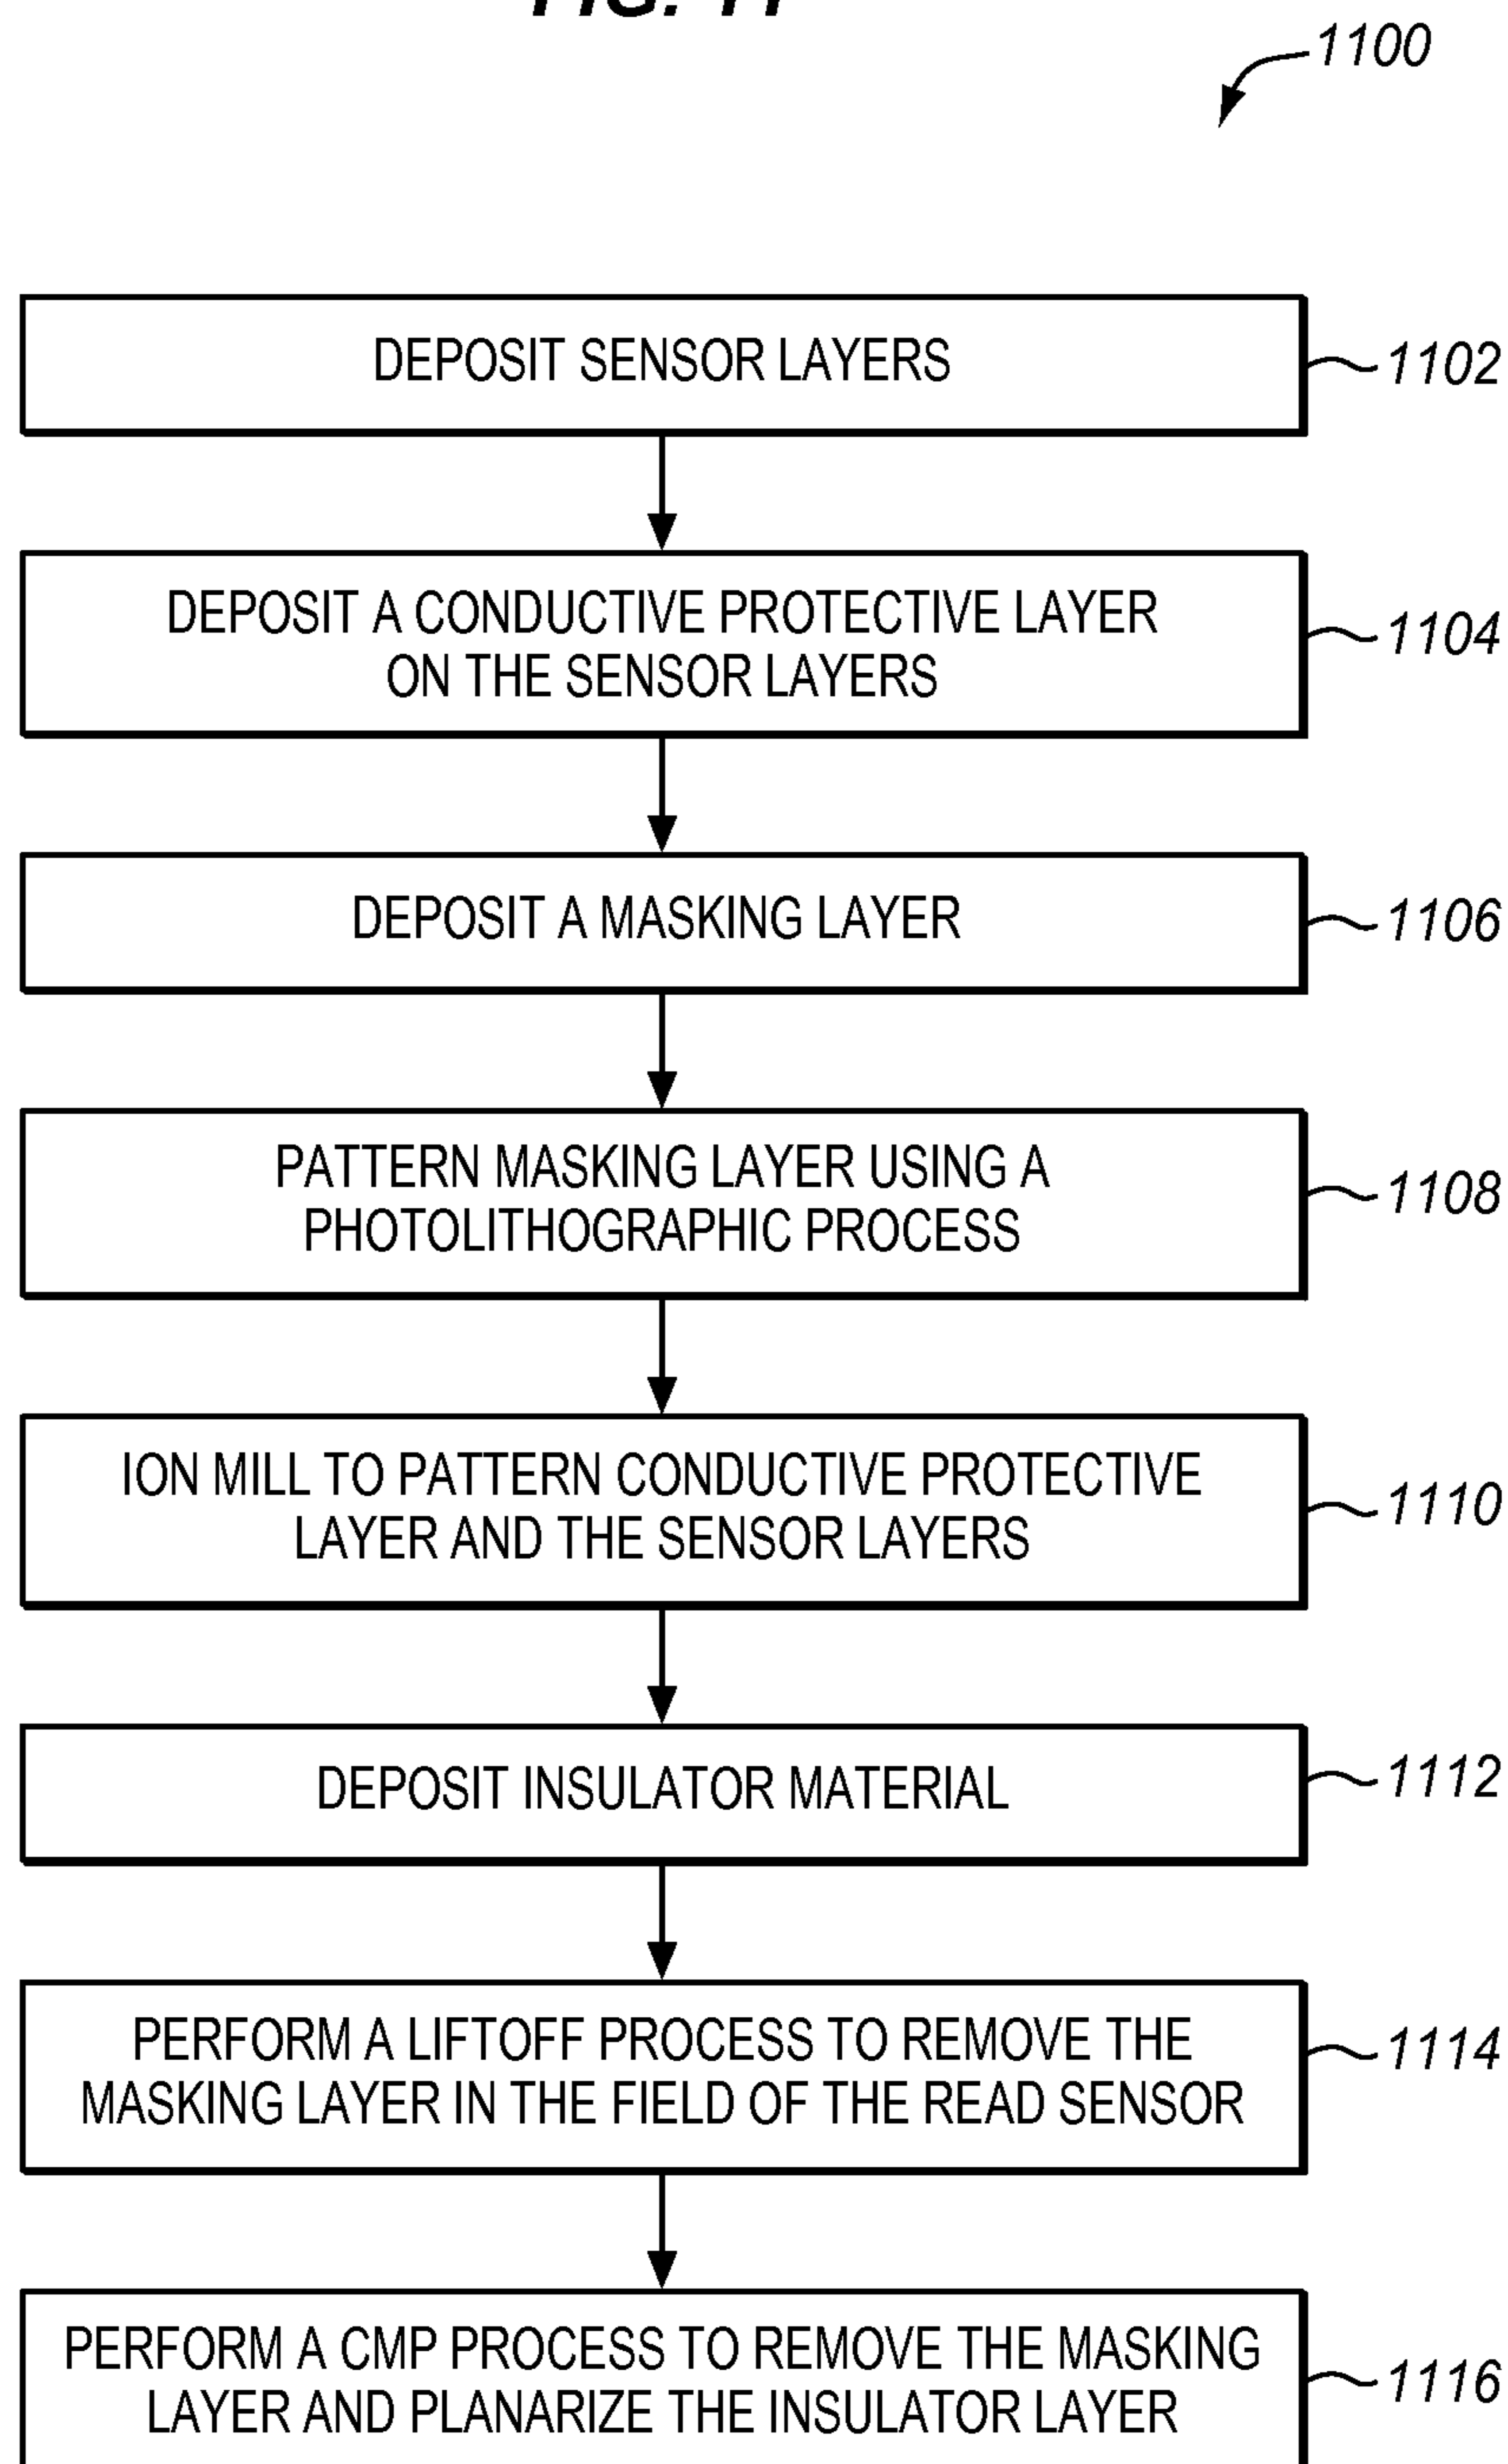 FIG. 11
1100
DEPOSIT SENSOR LAYERS
1102
DEPOSIT A CONDUCTIVE PROTECTIVE LAYER
ON THE SENSOR LAYERS
1104
DEPOSIT A MASKING LAYER
1106
PATTERN MASKING LAYER USING A
PHOTOLITHOGRAPHIC PROCESS
1108
ION MILL TO PATTERN CONDUCTIVE PROTECTIVE
LAYER AND THE SENSOR LAYERS
1110
DEPOSIT INSULATOR MATERIAL
1112
PERFORM A LIFTOFF PROCESS TO REMOVE THE
MASKING LAYER IN THE FIELD OF THE READ SENSOR
1114
PERFORM A CMP PROCESS TO REMOVE THE MASKING
LAYER AND PLANARIZE THE INSULATOR LAYER
1116